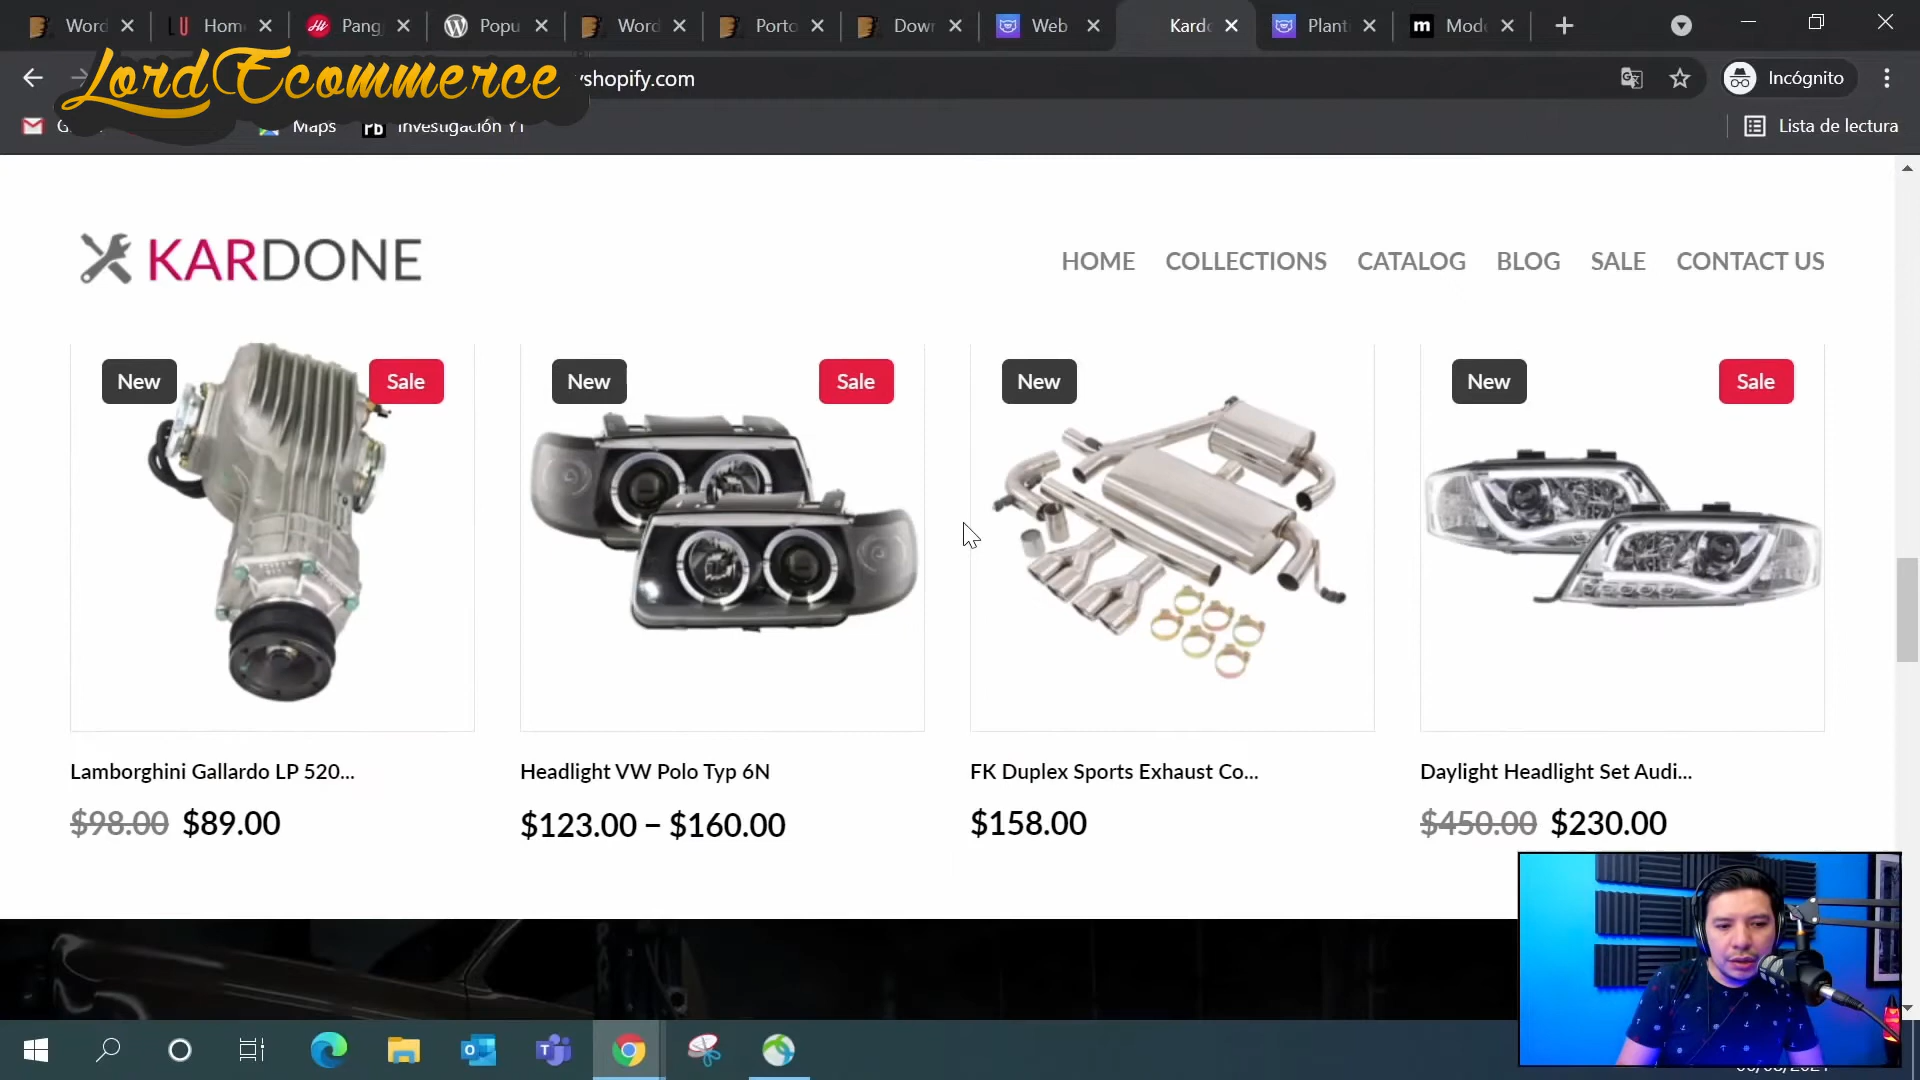 Word
Hom
Pang
Popu
Word
Porto
Down
Web
Kardo
Plant
Mode
Lord Ecommerce
shopify.com
Incógnito
Maps
Investigación YT
Lista de lectura
KARDONE
HOME COLLECTIONS CATALOG BLOG SALE CONTACT US
New Sale
New Sale
New
New Sale
Lamborghini Gallardo LP 520...
$98.00 $89.00
Headlight VW Polo Typ 6N
$123.00 – $160.00
FK Duplex Sports Exhaust Co...
$158.00
Daylight Headlight Set Audi...
$450.00 $230.00